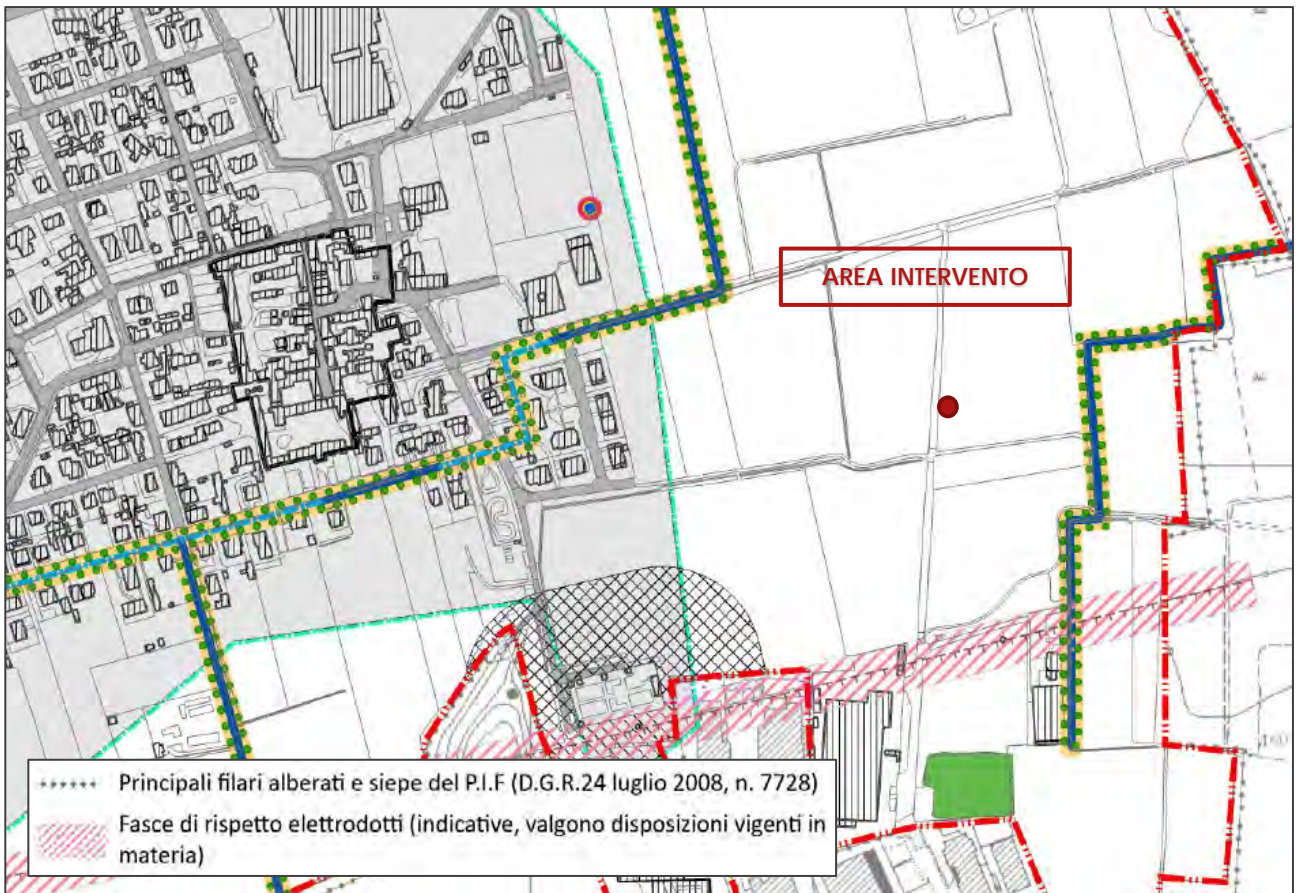 AREA INTERVENTO
Principali filari alberati e siepe del P.I.F (D.G.R.24 luglio 2008, n. 7728)
Fasce di rispetto elettrodotti (indicative, valgono disposizioni vigenti in
materia)